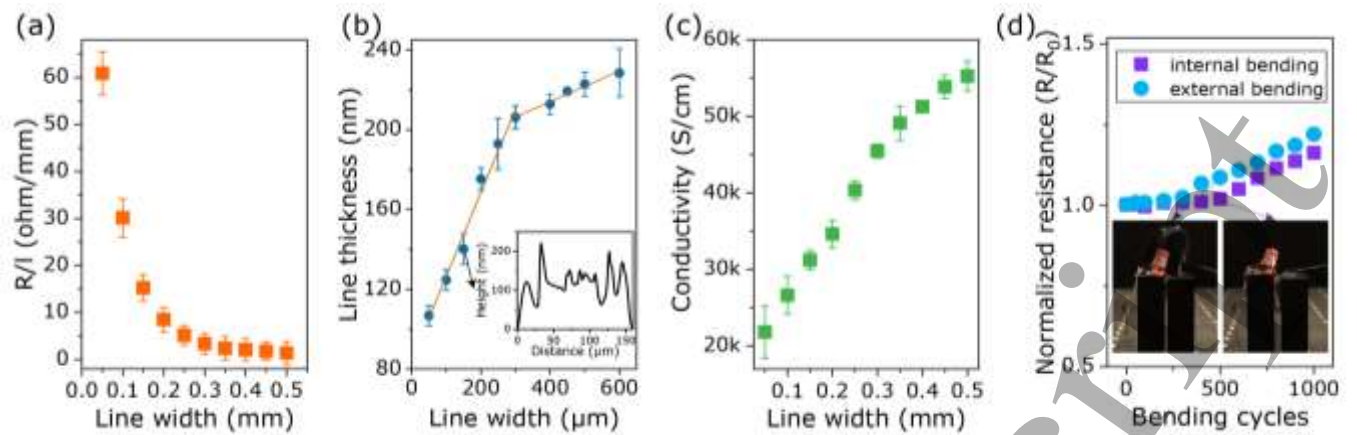 (a)
R/l (ohm/mm)
60
50
40
30
20
10
0
0.0 0.1 0.2 0.3 0.4 0.5
Line width (mm)
(b)
Line thickness (nm)
240
200
160
120
80
0 200 400 600
Line width (µm)
Height (nm)
200
100
0
0 50 100 150
Distance (µm)
(c)
Conductivity (S/cm)
60k
50k
40k
30k
20k
0.1 0.2 0.3 0.4 0.5
Line width (mm)
(d)
Normalized resistance (R/R₀)
1.5
1.0
0.5
internal bending
external bending
0 500 1000
Bending cycles